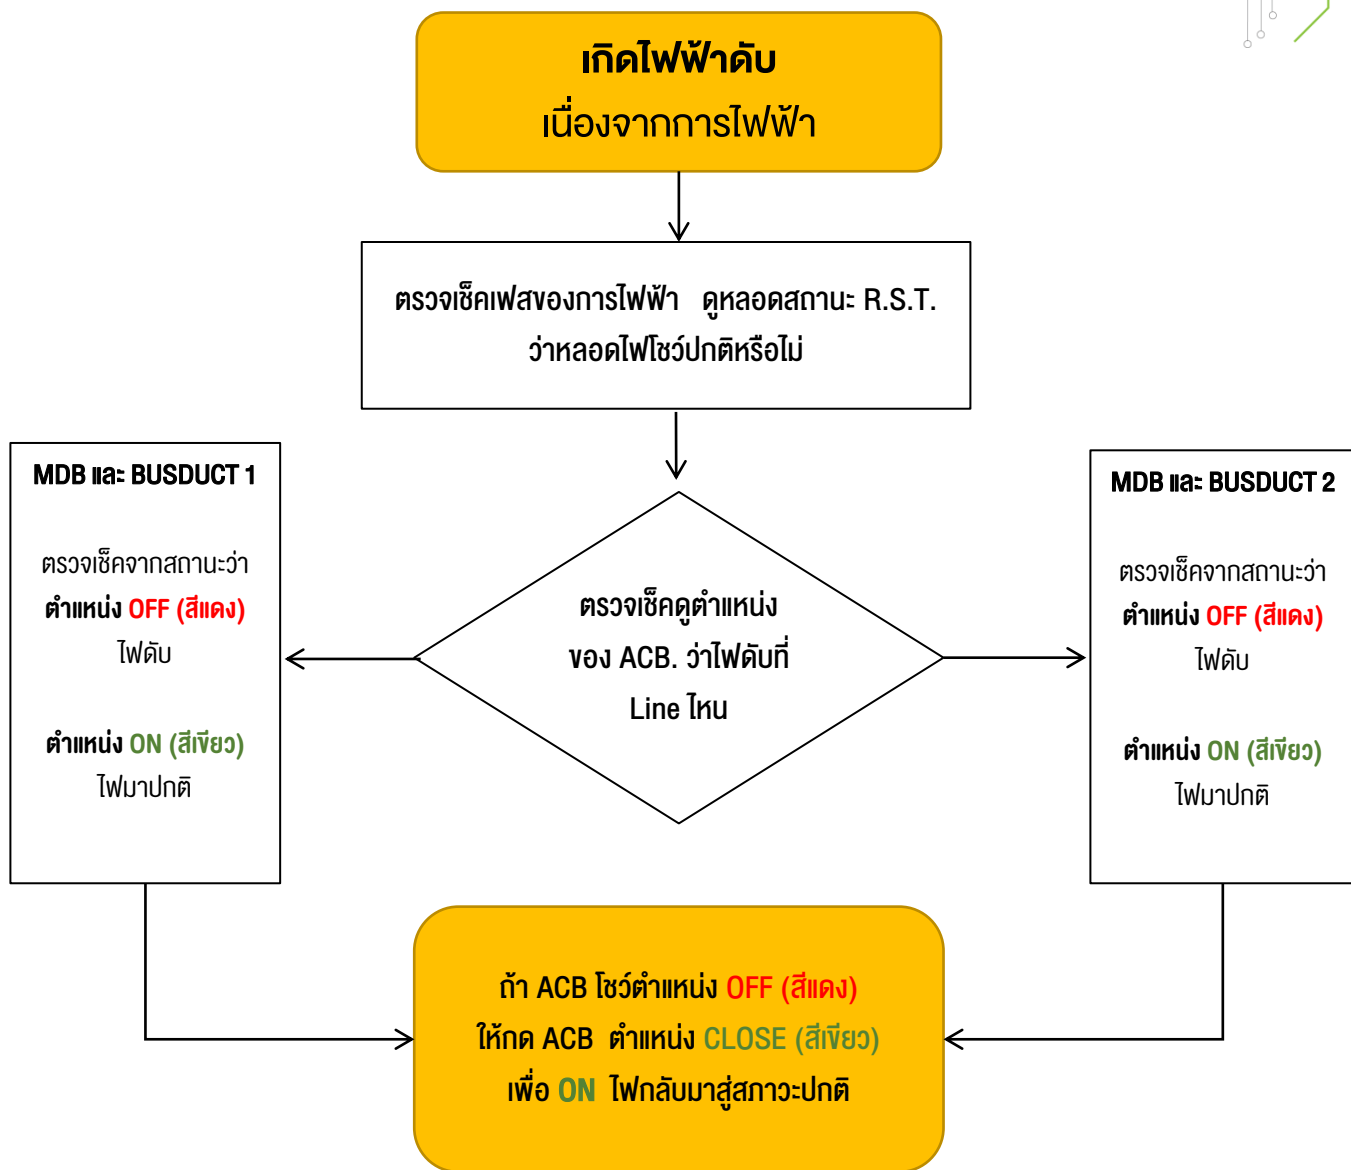 เกิดไฟฟ้าดับ
เนื่องจากการไฟฟ้า
ตรวจเช็คเฟสของการไฟฟ้า ดูหลอดสถานะ R.S.T.
ว่าหลอดไฟโชว์ปกติหรือไม่
MDB และ BUSDUCT 1
ตรวจเช็คจากสถานะว่า
ตำแหน่ง OFF (สีแดง)
ไฟดับ
ตำแหน่ง ON (สีเขียว)
ไฟมาปกติ
ตรวจเช็คดูตำแหน่ง
ของ ACB. ว่าไฟดับที่
Line ไหน
MDB และ BUSDUCT 2
ตรวจเช็คจากสถานะว่า
ตำแหน่ง OFF (สีแดง)
ไฟดับ
ตำแหน่ง ON (สีเขียว)
ไฟมาปกติ
ถ้า ACB โชว์ตำแหน่ง OFF (สีแดง)
ให้กด ACB ตำแหน่ง CLOSE (สีเขียว)
เพื่อ ON ไฟกลับมาสู่สภาวะปกติ